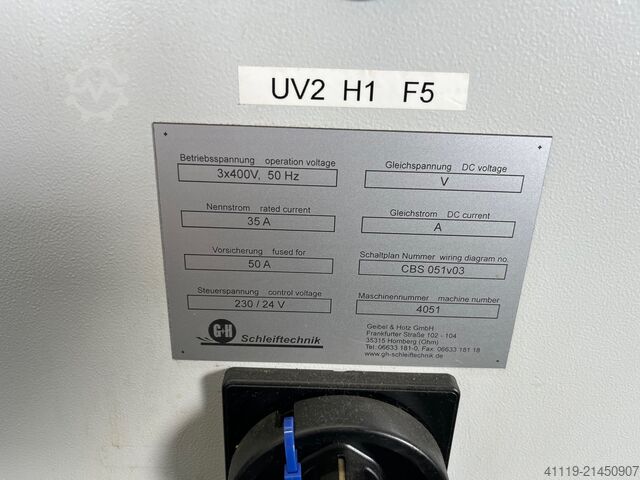 UV2 H1 F5
Betriebsspannung operation voltage
3x400V, 50 Hz
Nennstrom rated current
35 A
Vorsicherung fused for
50 A
Steuerspannung control voltage
230 / 24 V
G+H Schleiftechnik
Gleichspannung DC voltage
V
Gleichstrom DC current
A
Schaltplan Nummer wiring diagram no.
CBS 051v03
Maschinennummer machine number
4051
Geibel & Hotz GmbH
Frankfurter Straße 102 - 104
35315 Homberg (Ohm)
Tel: 06633 181-0, Fax: 06633 181 18
www.gh-schleiftechnik.de
41119-21450907